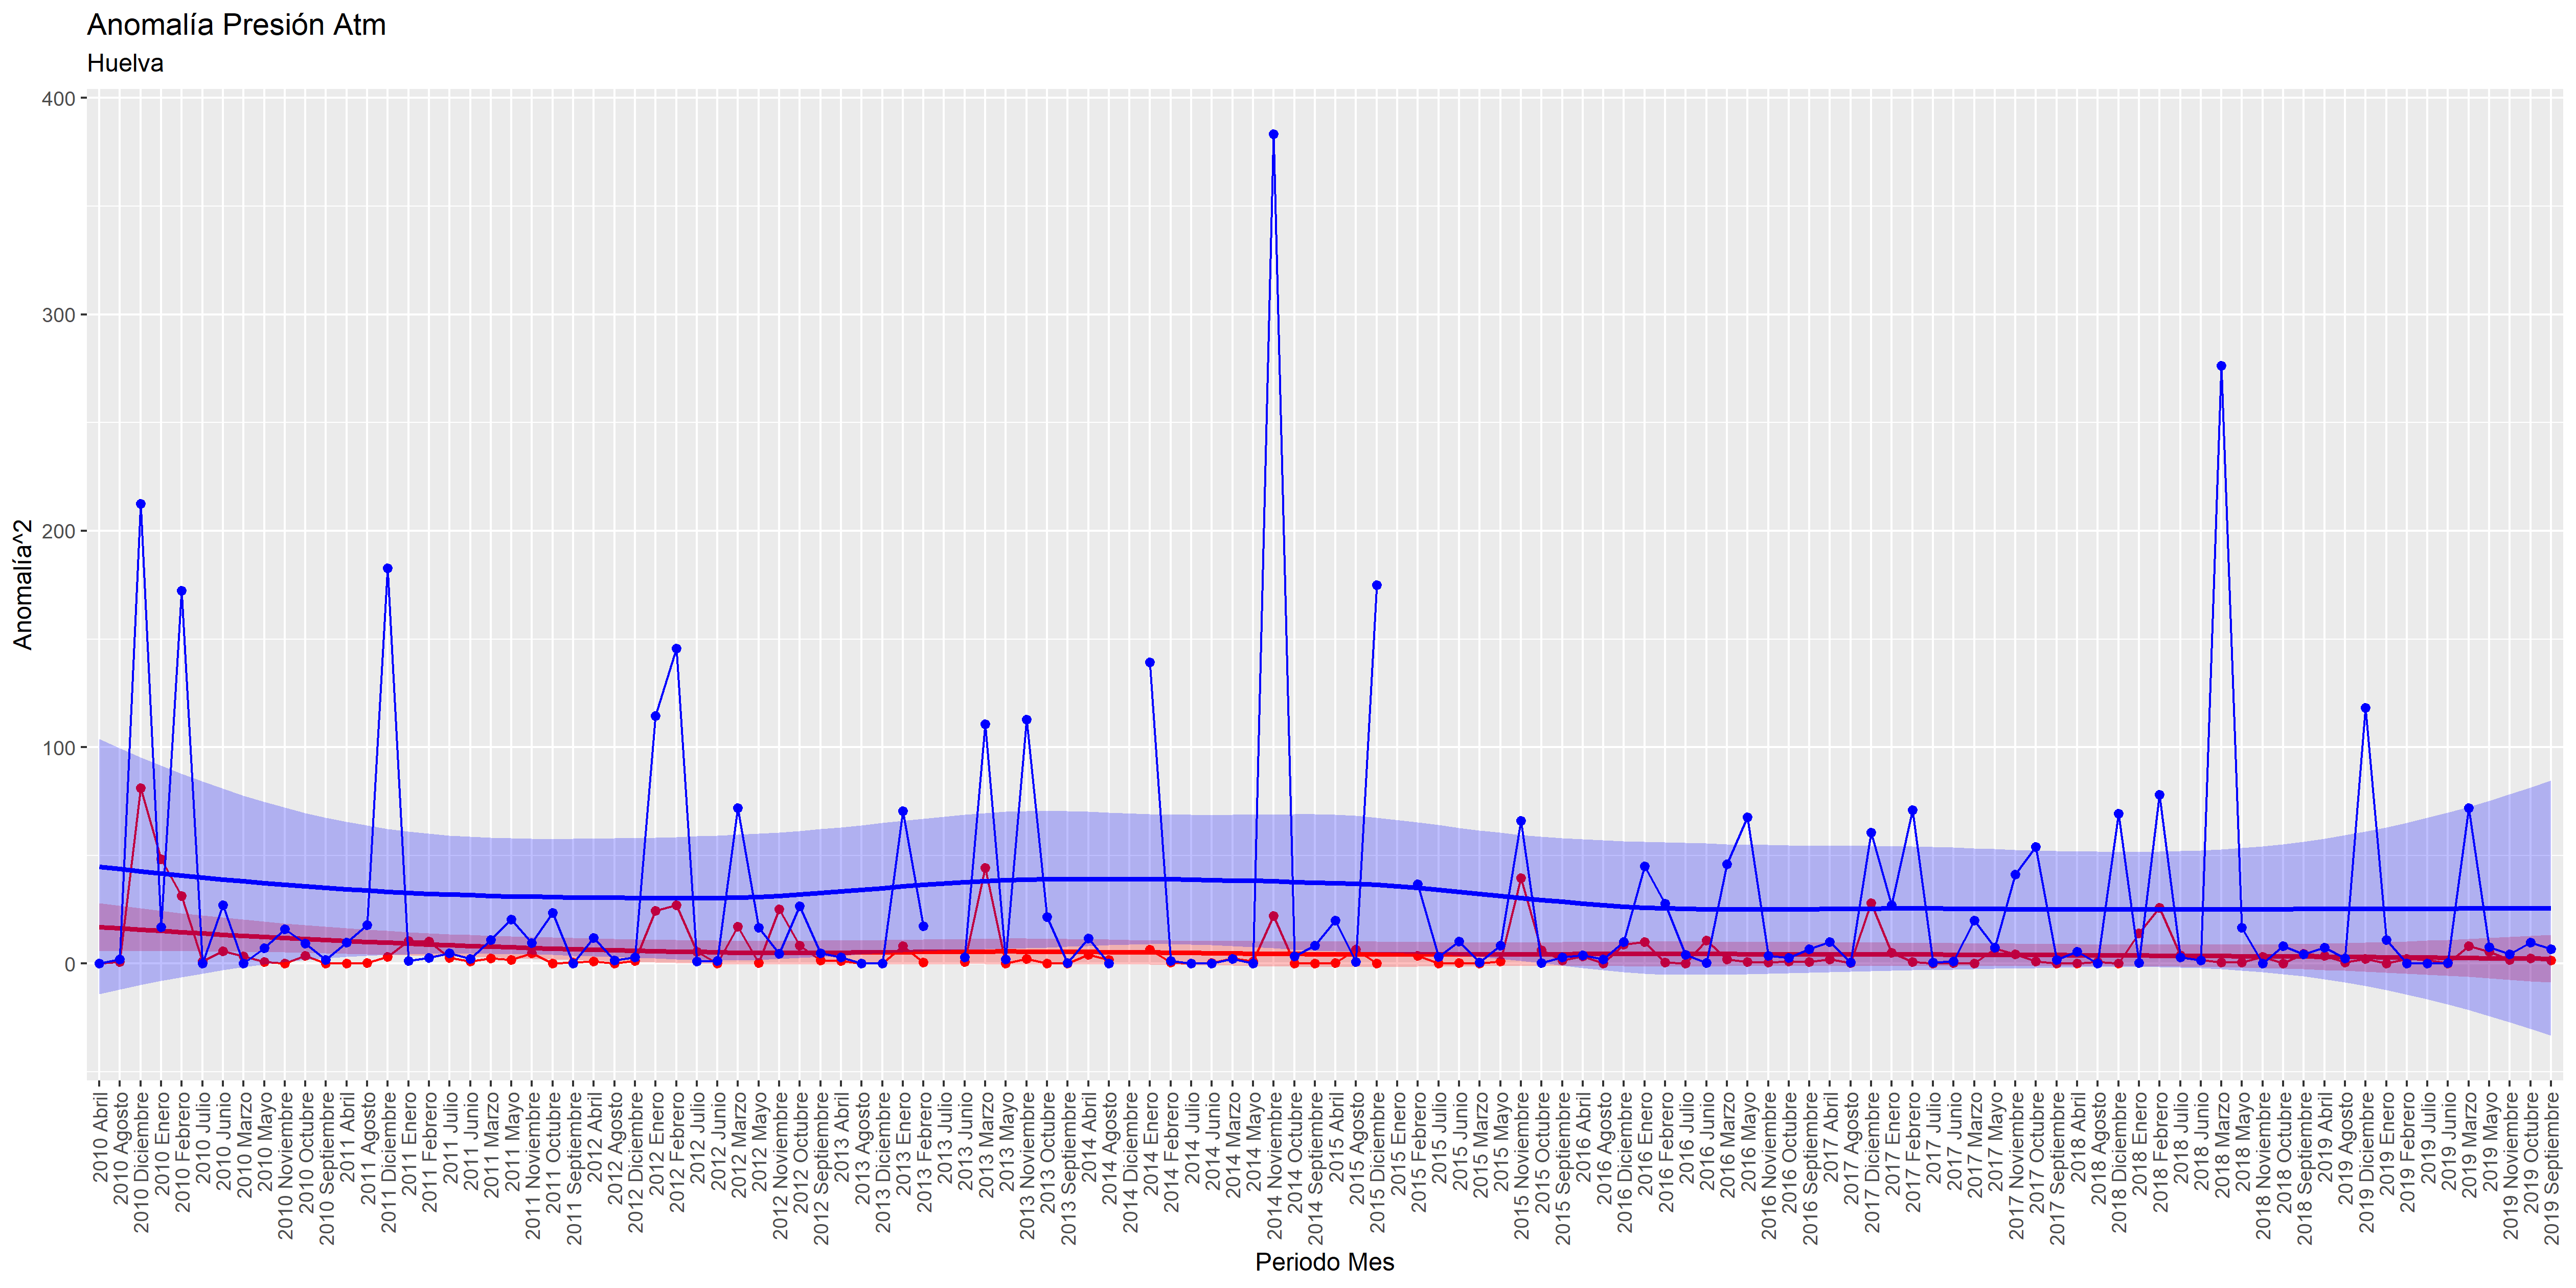 Anomalía Presión Atm
Huelva
Anomalía^2
400
300
200
100
0
2010 Abril
2010 Agosto
2010 Diciembre
2010 Enero
2010 Febrero
2010 Julio
2010 Junio
2010 Marzo
2010 Mayo
2010 Noviembre
2010 Octubre
2010 Septiembre
2011 Abril
2011 Agosto
2011 Diciembre
2011 Enero
2011 Febrero
2011 Julio
2011 Junio
2011 Marzo
2011 Mayo
2011 Noviembre
2011 Octubre
2011 Septiembre
2012 Abril
2012 Agosto
2012 Diciembre
2012 Enero
2012 Febrero
2012 Julio
2012 Junio
2012 Marzo
2012 Mayo
2012 Noviembre
2012 Octubre
2012 Septiembre
2013 Abril
2013 Agosto
2013 Diciembre
2013 Enero
2013 Febrero
2013 Julio
2013 Junio
2013 Marzo
2013 Mayo
2013 Noviembre
2013 Octubre
2013 Septiembre
2014 Abril
2014 Agosto
2014 Diciembre
2014 Enero
2014 Febrero
2014 Julio
2014 Junio
2014 Marzo
2014 Mayo
2014 Noviembre
2014 Octubre
2014 Septiembre
2015 Abril
2015 Agosto
2015 Diciembre
2015 Enero
2015 Febrero
2015 Julio
2015 Junio
2015 Marzo
2015 Mayo
2015 Noviembre
2015 Octubre
2015 Septiembre
2016 Abril
2016 Agosto
2016 Diciembre
2016 Enero
2016 Febrero
2016 Julio
2016 Junio
2016 Marzo
2016 Mayo
2016 Noviembre
2016 Octubre
2016 Septiembre
2017 Abril
2017 Agosto
2017 Diciembre
2017 Enero
2017 Febrero
2017 Julio
2017 Junio
2017 Marzo
2017 Mayo
2017 Noviembre
2017 Octubre
2017 Septiembre
2018 Abril
2018 Agosto
2018 Diciembre
2018 Enero
2018 Febrero
2018 Julio
2018 Junio
2018 Marzo
2018 Mayo
2018 Noviembre
2018 Octubre
2018 Septiembre
2019 Abril
2019 Agosto
2019 Diciembre
2019 Enero
2019 Febrero
2019 Julio
2019 Junio
2019 Marzo
2019 Mayo
2019 Noviembre
2019 Octubre
2019 Septiembre
Periodo Mes